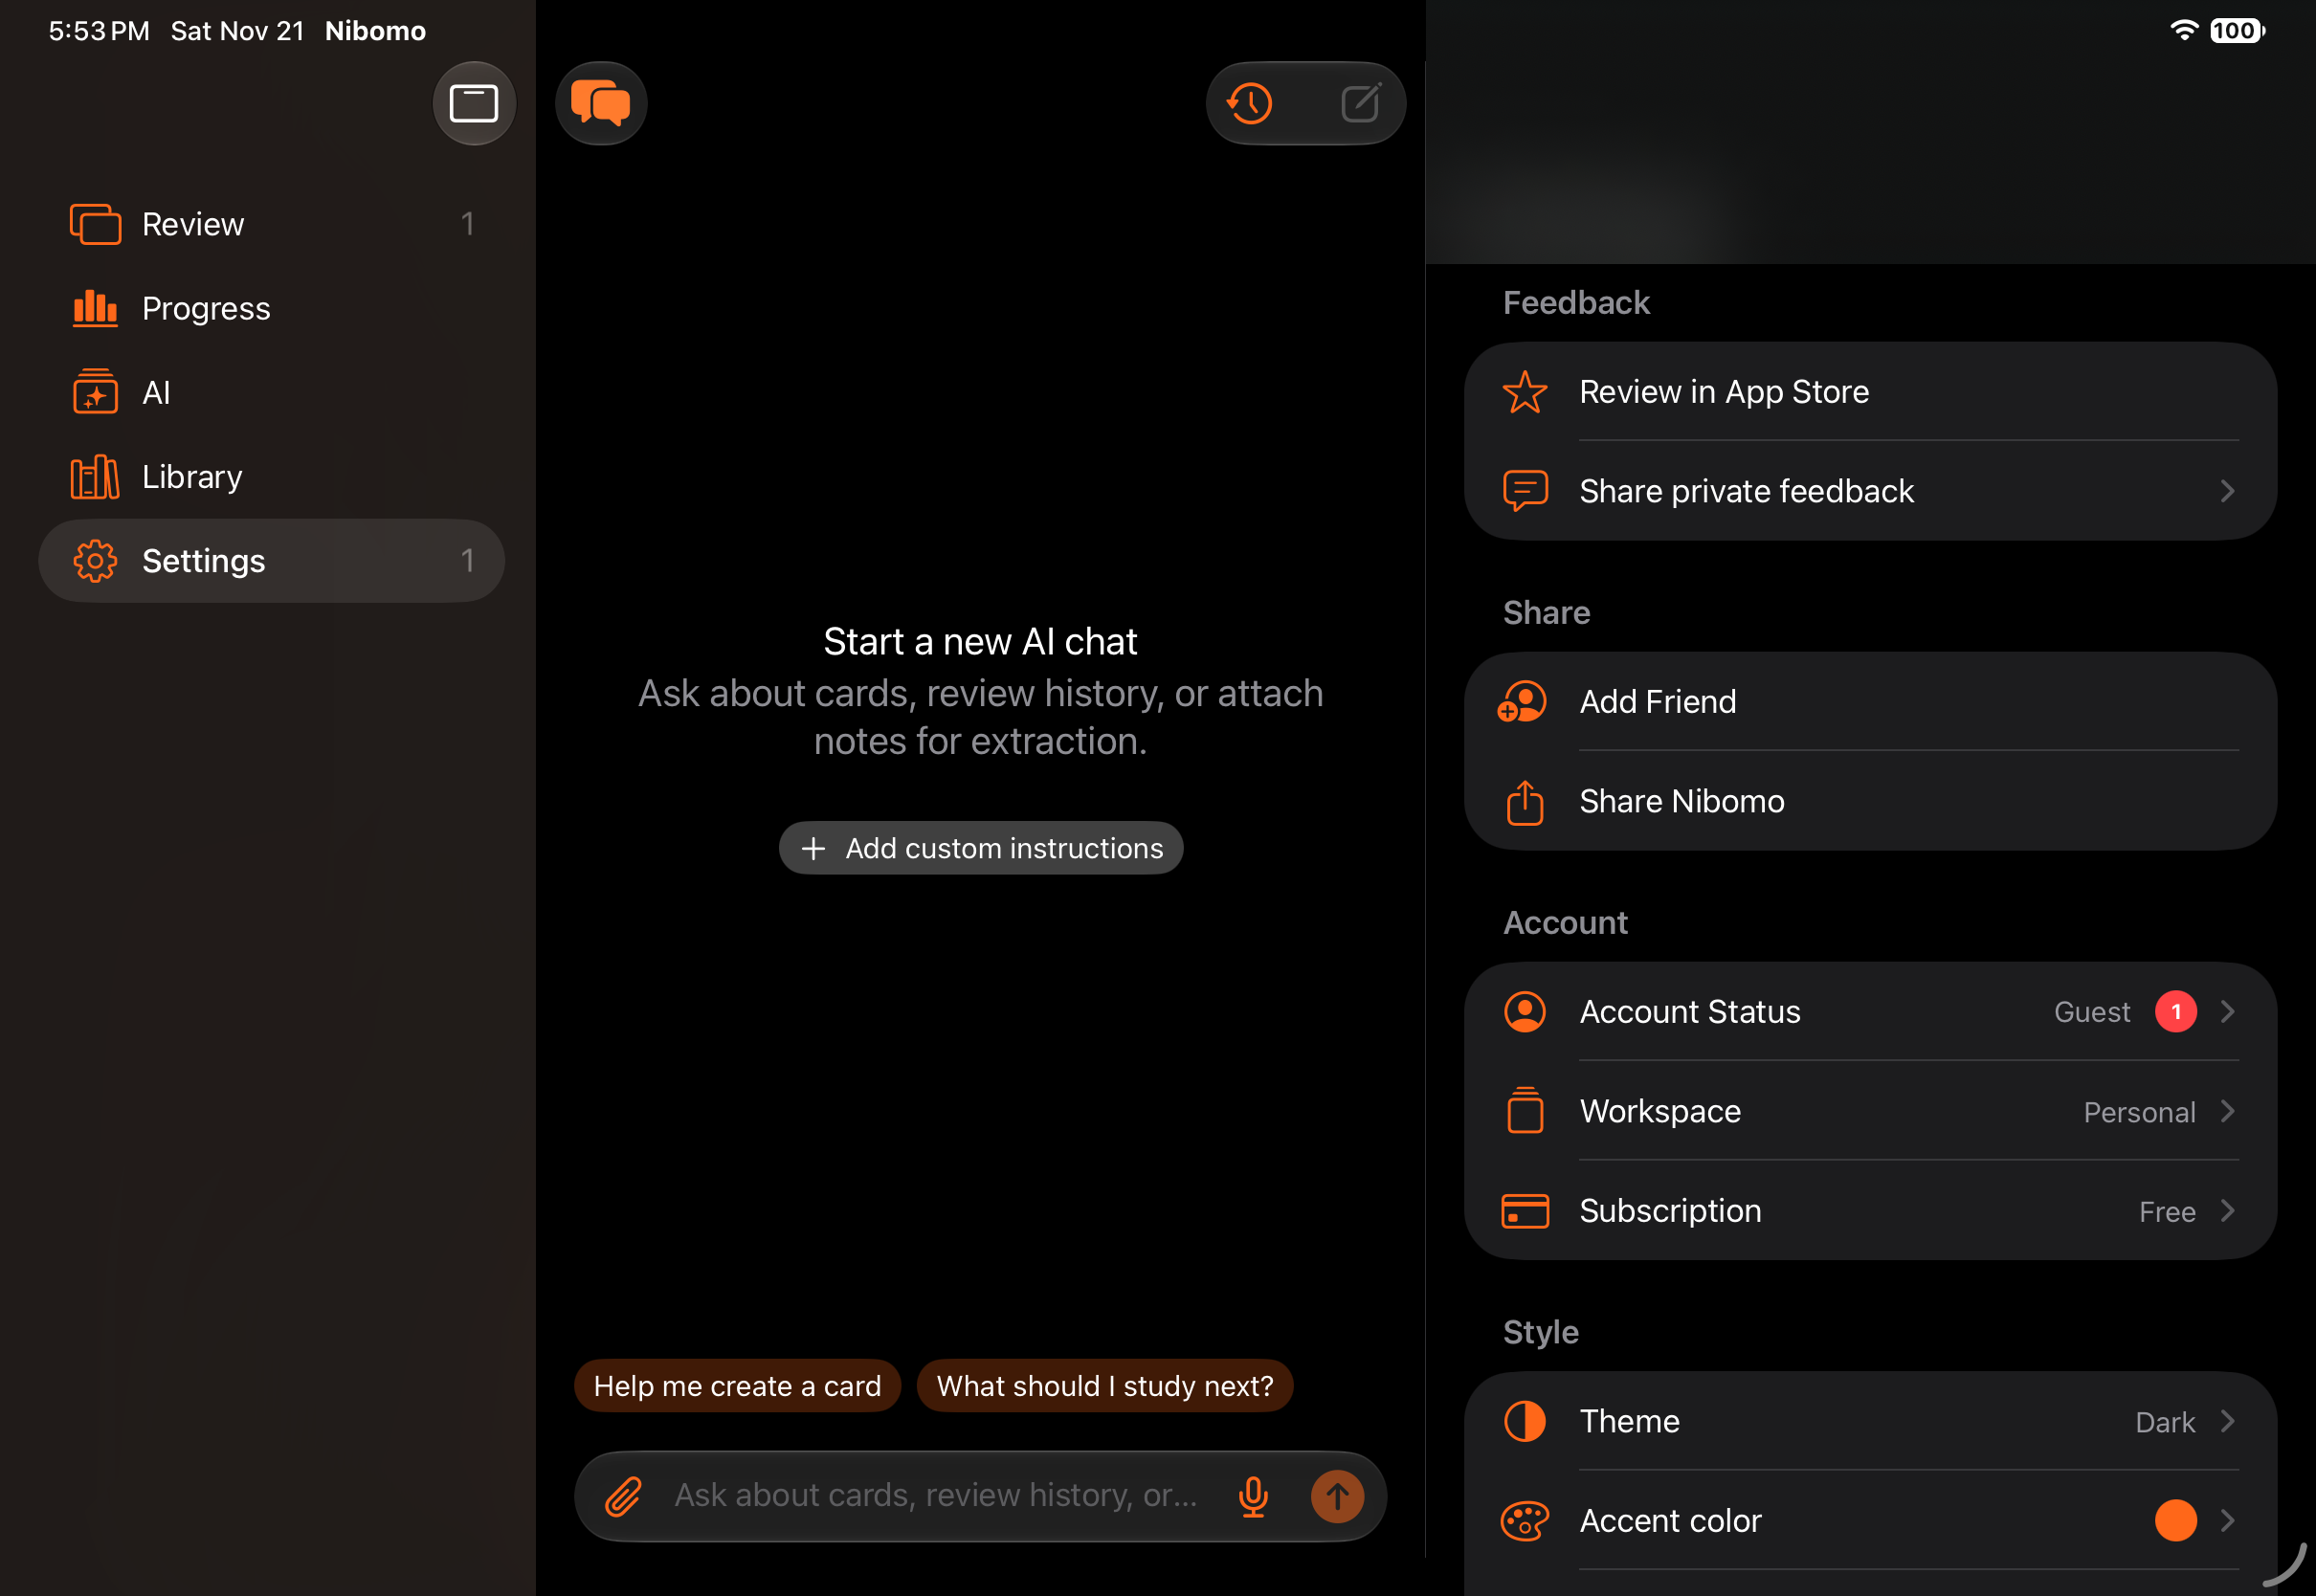 5:53 PM Sat Nov 21 Nibomo
100
Review 1
Progress
AI
Library
Settings 1
Start a new AI chat
Ask about cards, review history, or attach
notes for extraction.
Add custom instructions
Help me create a card
What should I study next?
Ask about cards, review history, or...
Feedback
Review in App Store
Share private feedback
Share
Add Friend
Share Nibomo
Account
Account Status Guest 1
Workspace Personal
Subscription Free
Style
Theme Dark
Accent color